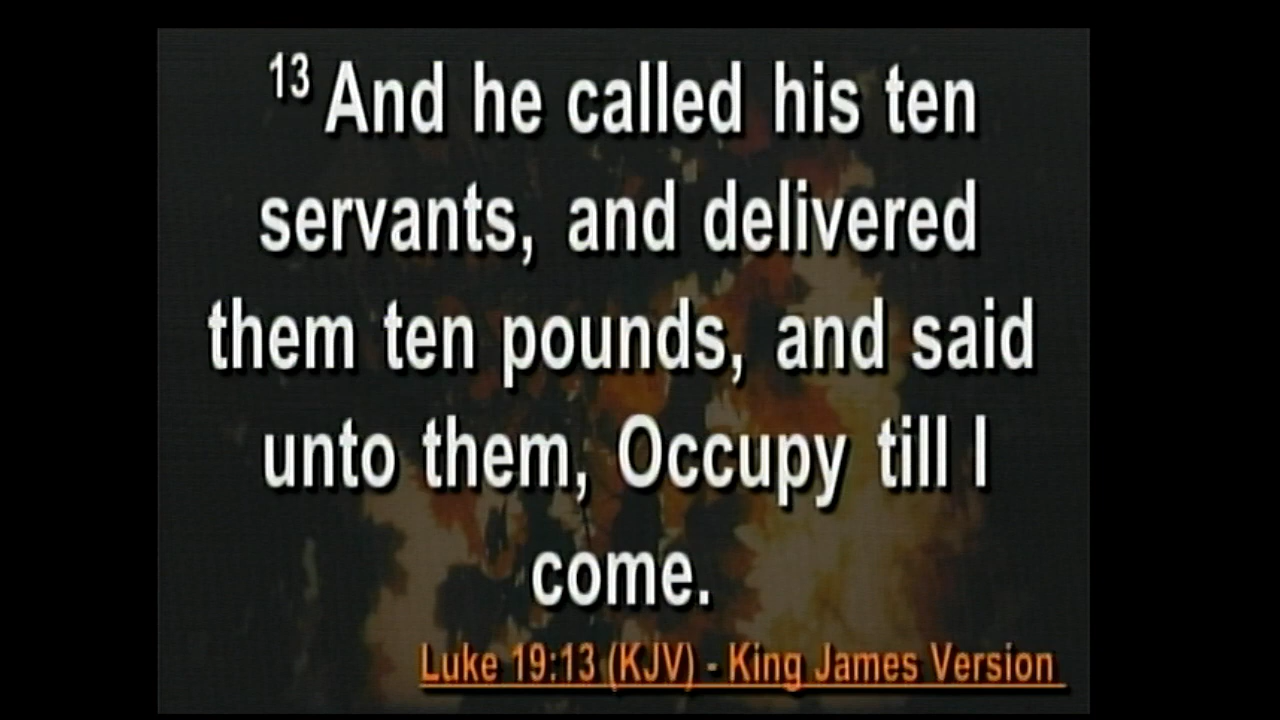 13 And he called his ten
servants, and delivered
them ten pounds, and said
unto them, Occupy till I
come.
Luke 19:13 (KJV) - King James Version